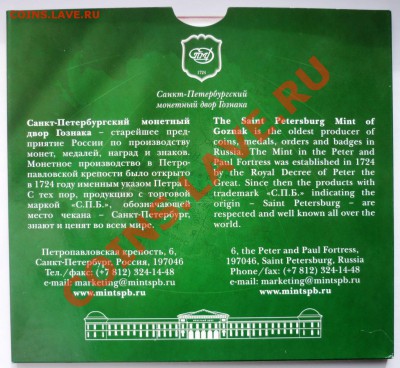 COINS.LAVE.RU
1724
Санкт-Петербургский
монетный двор Гознака
Санкт-Петербургский монетный
двор Гознака – старейшее пред-
приятие России по производству
монет, медалей, наград и знаков.
Монетное производство в Петро-
павловской крепости было открыто
в 1724 году именным указом Петра I.
С тех пор, продукцию с торговой
маркой «С.П.Б.», обозначающей
место чекана – Санкт-Петербург,
знают и ценят во всем мире.
Петропавловская крепость, 6,
Санкт-Петербург, Россия, 197046
Тел./факс: (+7 812) 324-14-48
e-mail: marketing@mintspb.ru
www.mintspb.ru
The Saint Petersburg Mint of
Goznak is the oldest producer of
coins, medals, orders and badges in
Russia. The Mint in the Peter and
Paul Fortress was established in 1724
by the Royal Decree of Peter the
Great. Since then the products with
trademark «С.П.Б.» indicating the
origin – Saint Petersburg – are
respected and well known all over the
world.
6, the Peter and Paul Fortress,
197046, Saint Petersburg, Russia
Phone/fax: (+7 812) 324-14-48
e-mail: marketing@mintspb.ru
www.mintspb.ru
COINS.LAVE.RU